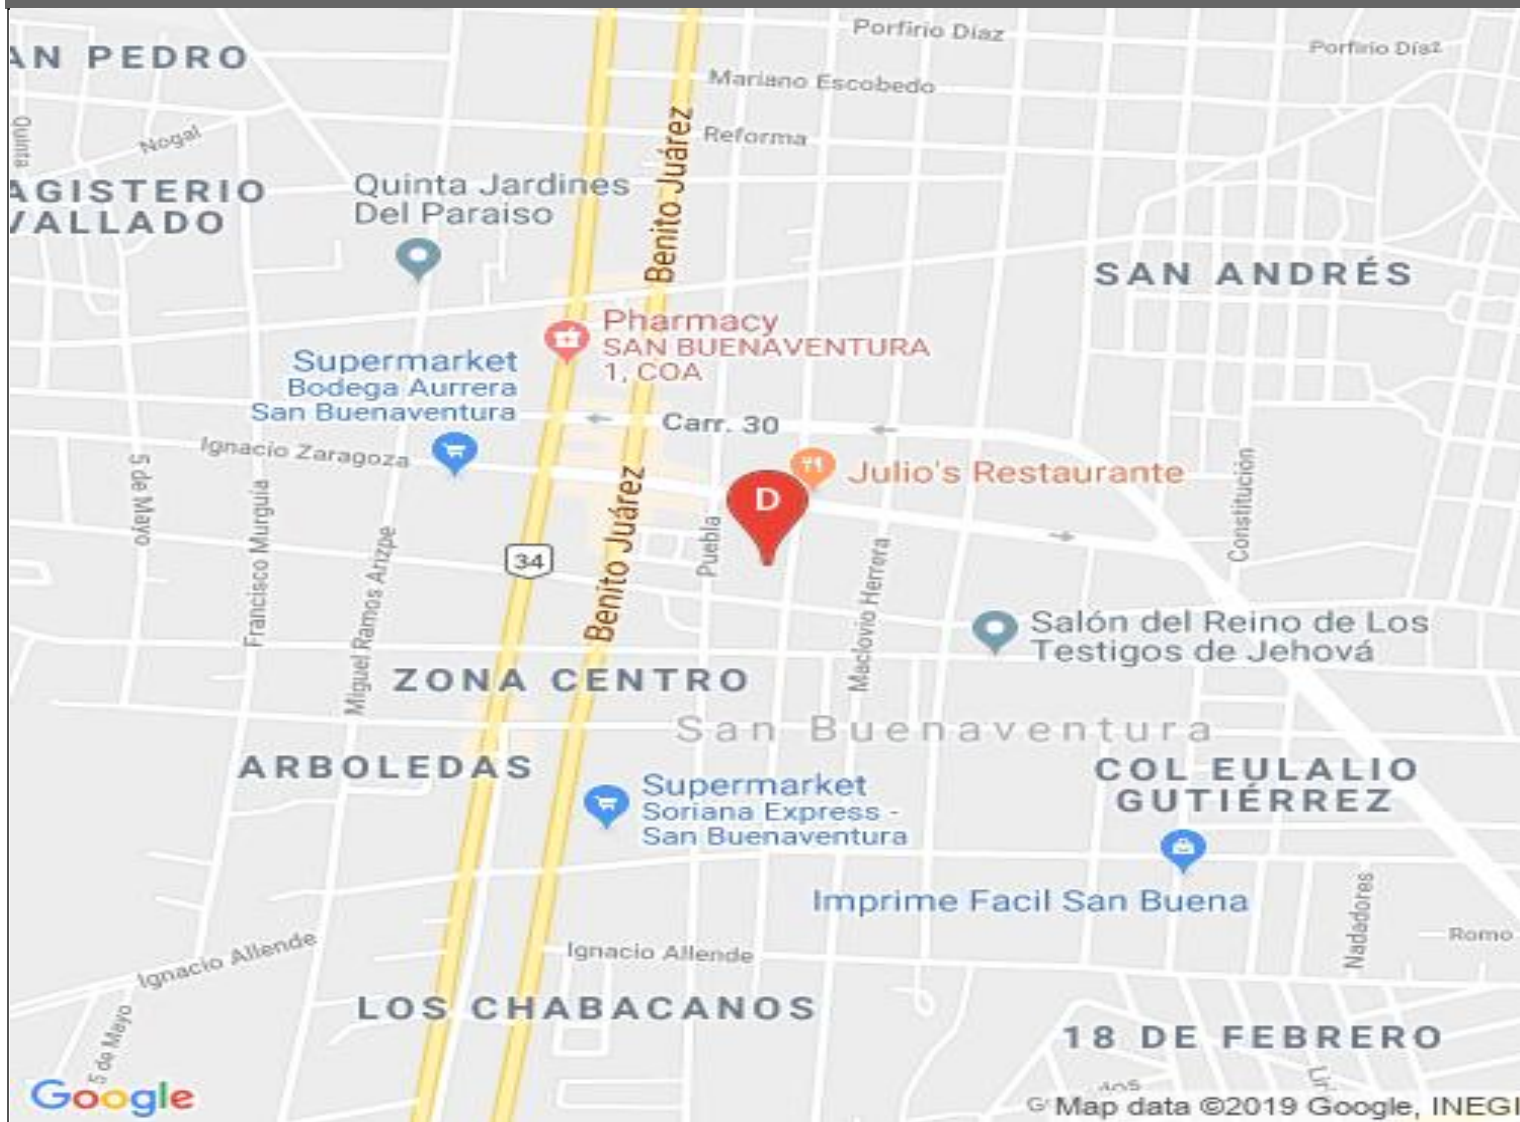 Porfirio Díaz
Porfirio Díaz
AN PEDRO
Mariano Escobedo
Quinta
Nogal
Reforma
Benito Juárez
AGISTERIO
VALLADO
Quinta Jardines
Del Paraiso
SAN ANDRÉS
Pharmacy
SAN BUENAVENTURA
1, COA
Supermarket
Bodega Aurrera
San Buenaventura
Carr. 30
Ignacio Zaragoza
Julio's Restaurante
5 de Mayo
Francisco Murguía
Miguel Ramos Arizpe
34
Benito Juárez
Puebla
D
Maclovio Herrera
Constitución
Salón del Reino de Los
Testigos de Jehová
ZONA CENTRO
San Buenaventura
ARBOLEDAS
COL EULALIO
GUTIÉRREZ
Supermarket
Soriana Express -
San Buenaventura
Imprime Facil San Buena
Nadadores
Romo
Ignacio Allende
Ignacio Allende
LOS CHABACANOS
5 de Mayo
18 DE FEBRERO
Google
Map data ©2019 Google, INEGI